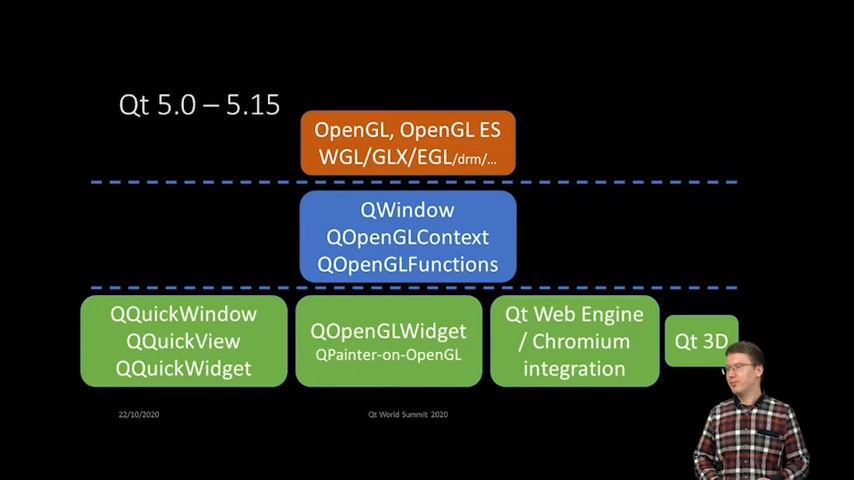 Qt 5.0 – 5.15
OpenGL, OpenGL ES
WGL/GLX/EGL/drm/...
QWindow
QOpenGLContext
QOpenGLFunctions
QQuickWindow
QQuickView
QQuickWidget
QOpenGLWidget
QPainter-on-OpenGL
Qt Web Engine
/ Chromium
integration
Qt 3D
22/10/2020
Qt World Summit 2020